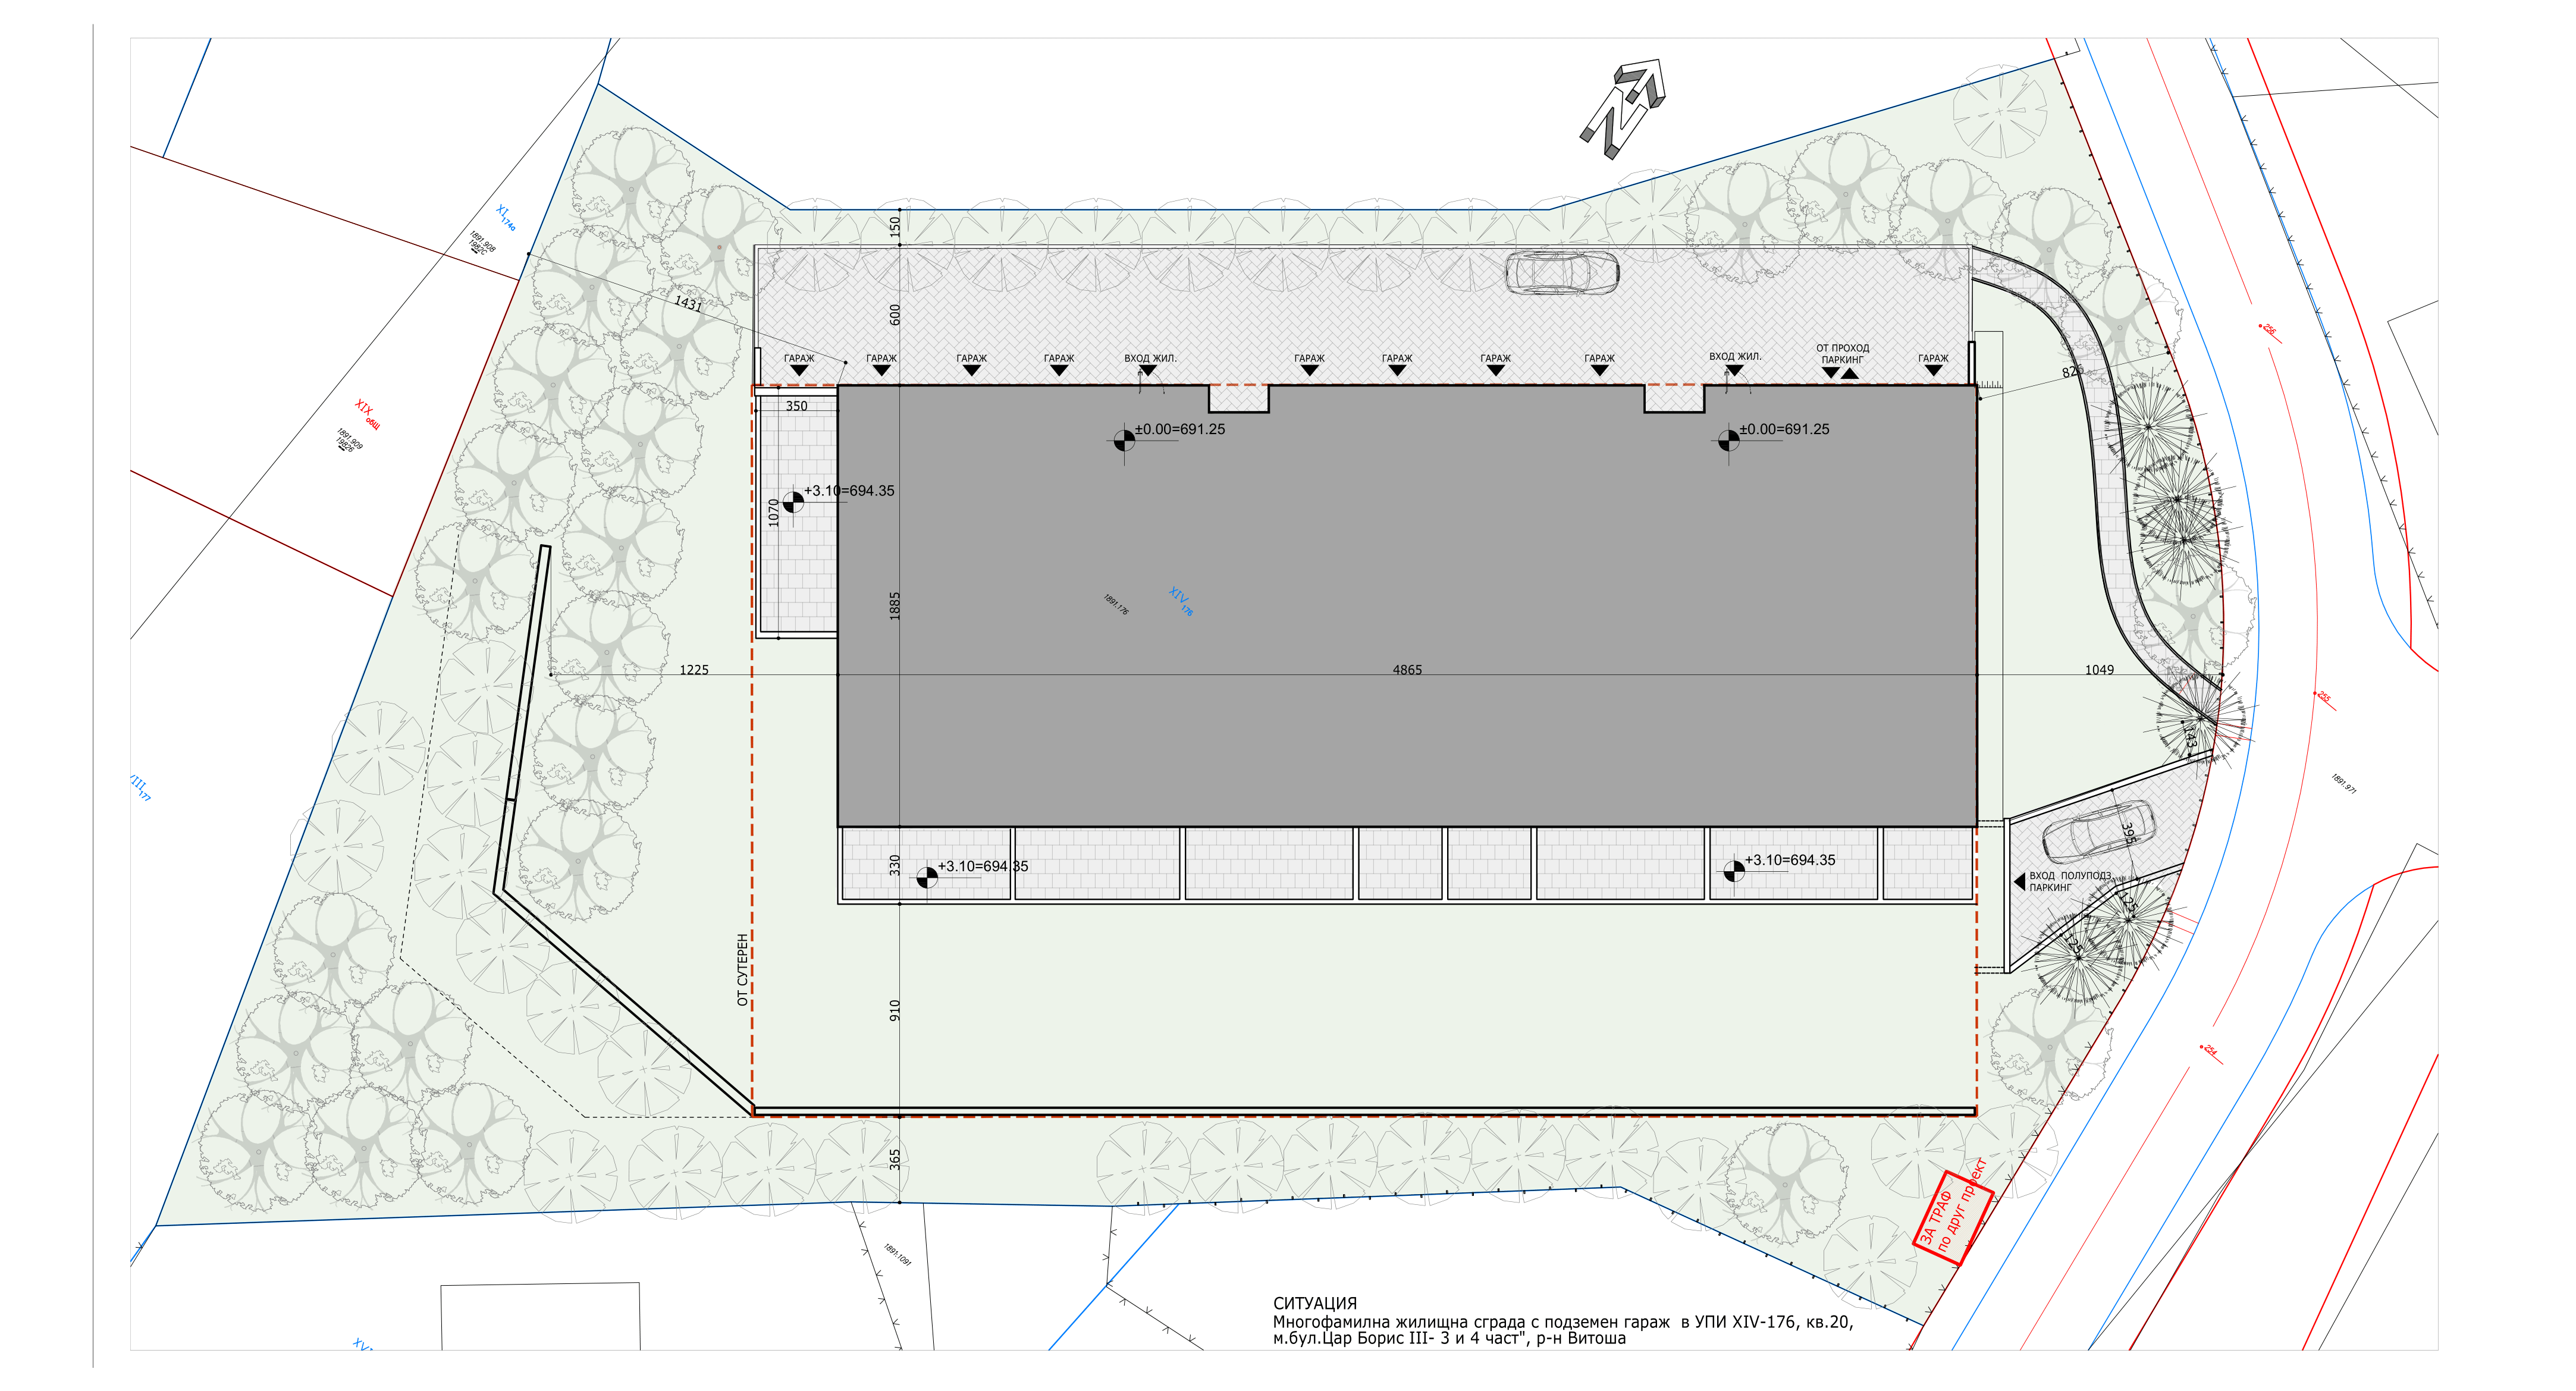 N
XI 174a
1891.908
1982С
150
600
1431
256
ГАРАЖ
ГАРАЖ
ГАРАЖ
ГАРАЖ
ВХОД ЖИЛ.
ГАРАЖ
ГАРАЖ
ГАРАЖ
ГАРАЖ
ВХОД ЖИЛ.
ОТ ПРОХОД
ПАРКИНГ
ГАРАЖ
350
XIX общ
1891.909
±0.00=691.25
±0.00=691.25
+3.10=694.35
1070
1885
1891.176
XIV 176
1225
4865
1049
255
143
VIII 177
1891.971
330
+3.10=694.35
+3.10=694.35
395
ВХОД ПОЛУПОДЗ.
ПАРКИНГ
125
125
ОТ СУТЕРЕН
910
254
365
ЗА ТРАФ
по друг проект
1891.1091
СИТУАЦИЯ
Многофамилна жилищна сграда с подземен гараж в УПИ XIV-176, кв.20,
м.бул.Цар Борис III- 3 и 4 част", р-н Витоша